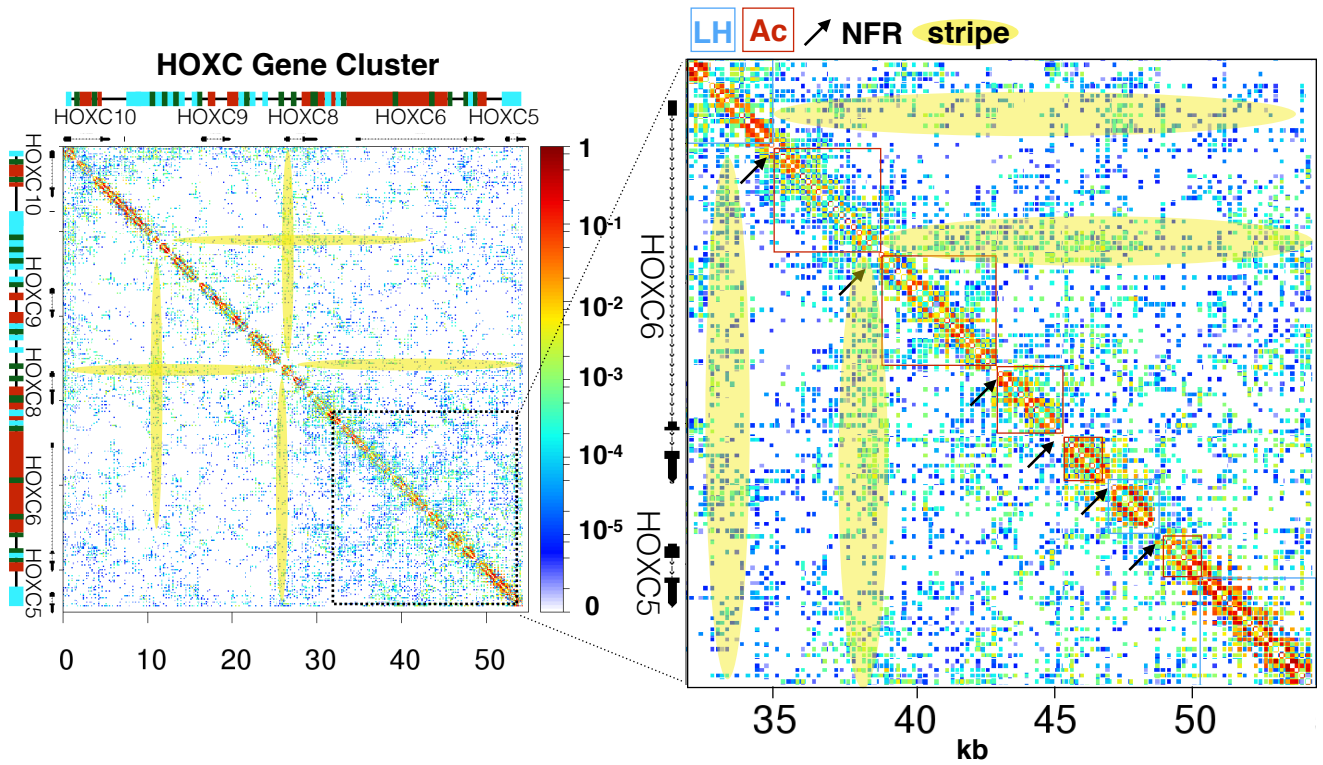 LH Ac NFR stripe
HOXC Gene Cluster
HOXC10 HOXC9 HOXC8 HOXC6 HOXC5
HOXC10
HOXC9
HOXC8
HOXC6
HOXC5
1
10-1
10-2
10-3
10-4
10-5
0
0 10 20 30 40 50
HOXC6
HOXC5
35 40 45 50
kb